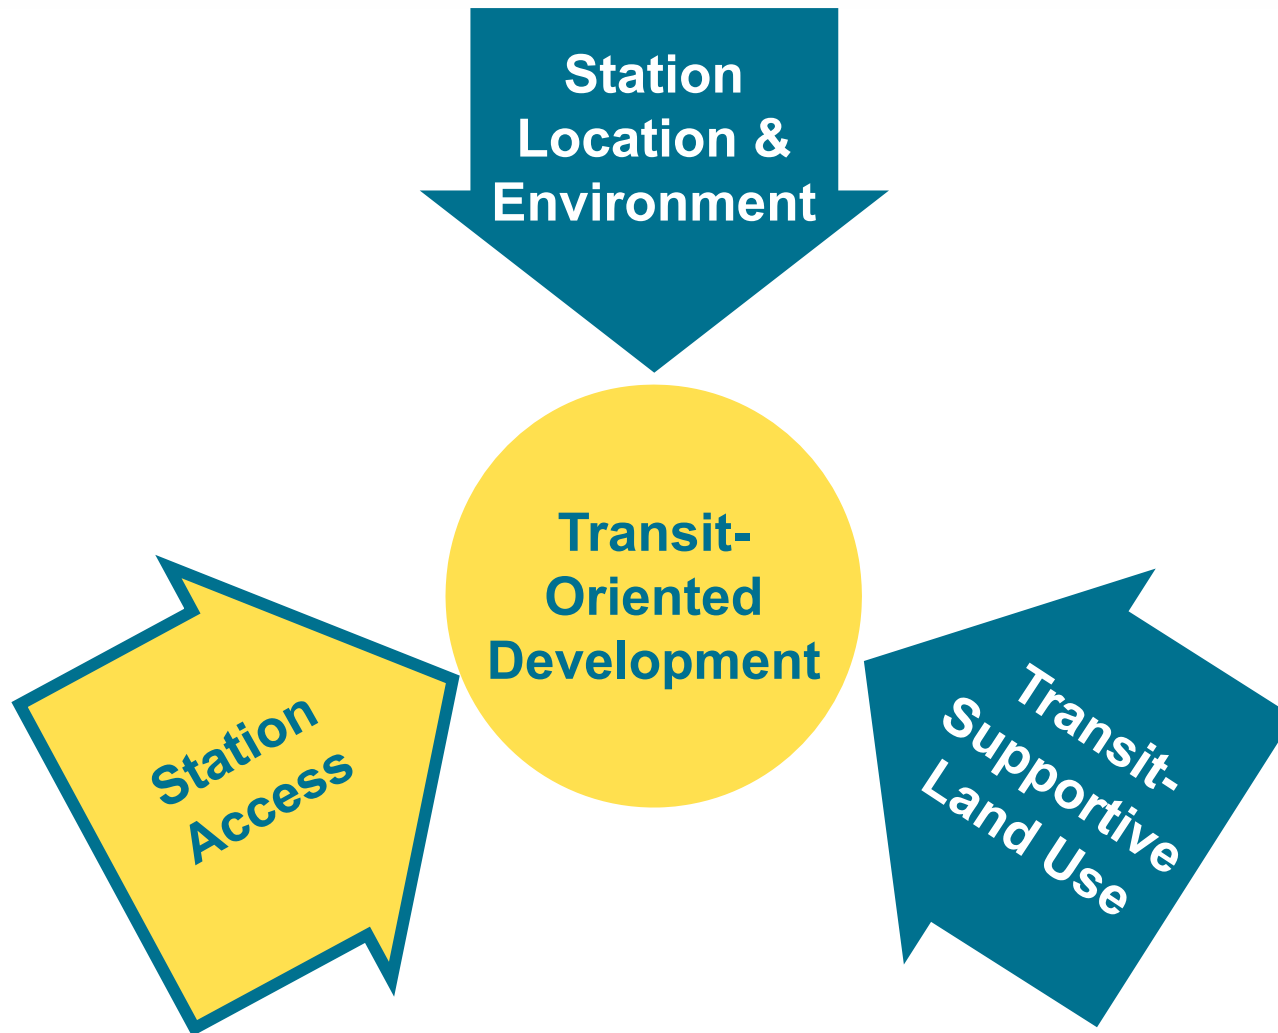 Station
Location &
Environment
Transit-
Oriented
Development
Station
Access
Transit-
Supportive
Land Use